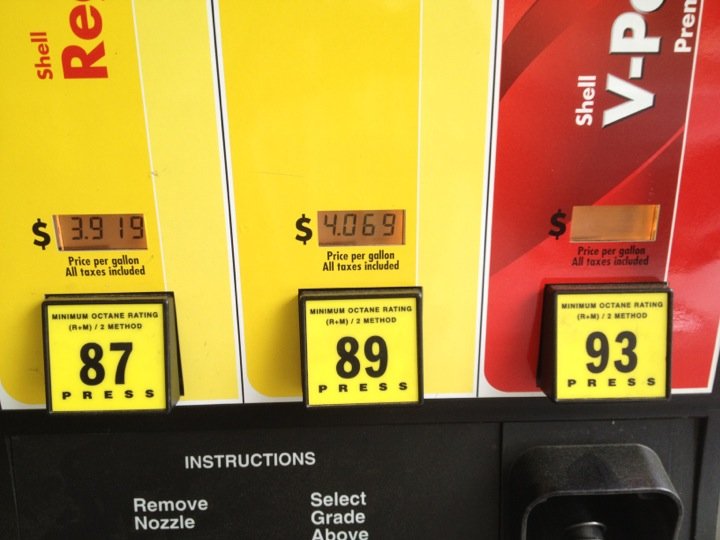 Shell
Re
Shell
V-P
Pren
$ 3.919
Price per gallon
All taxes included
$ 4.069
Price per gallon
All taxes included
$
Price per gallon
All taxes included
MINIMUM OCTANE RATING
(R+M) / 2 METHOD
87
PRESS
MINIMUM OCTANE RATING
(R+M) / 2 METHOD
89
PRESS
MINIMUM OCTANE RATING
(R+M) / 2 METHOD
93
PRESS
INSTRUCTIONS
Remove
Nozzle
Select
Grade
Above